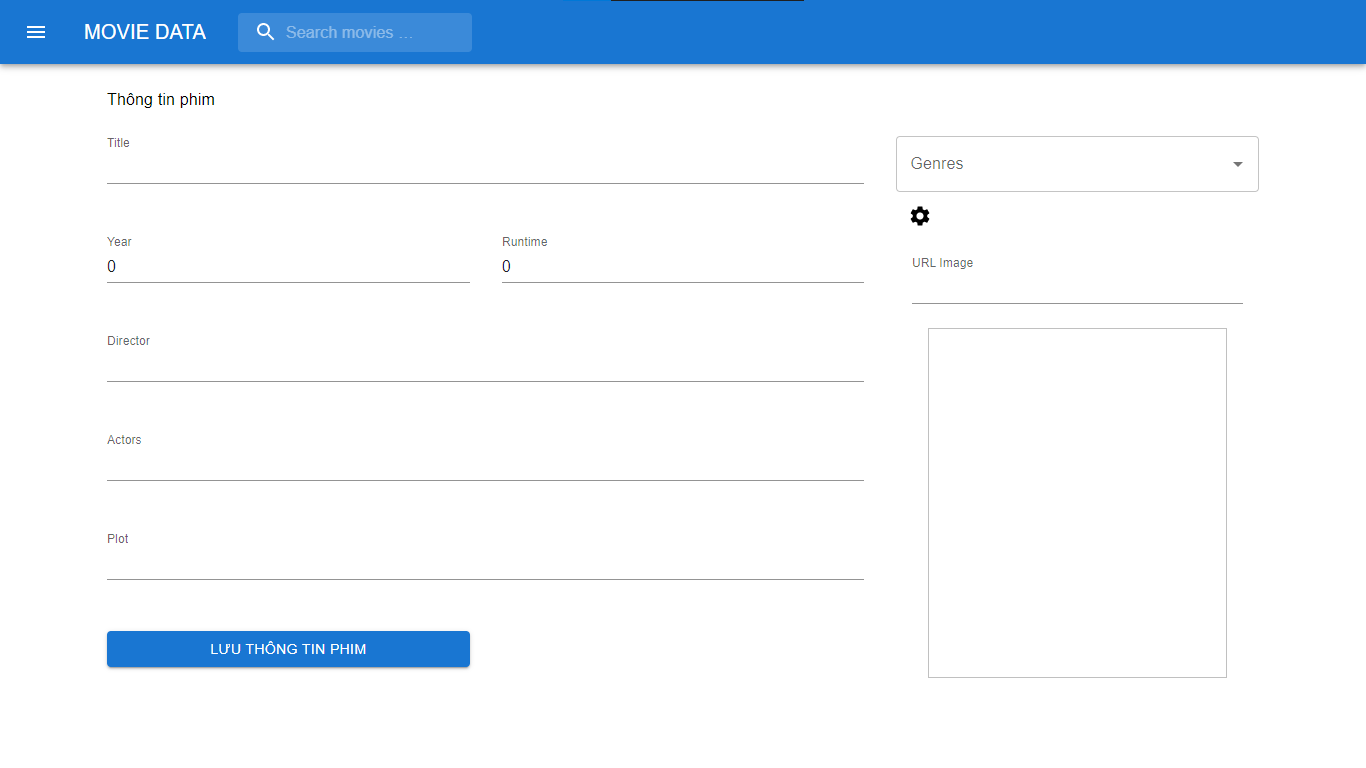 MOVIE DATA
Search movies ...
Thông tin phim
Title
Genres
Year
Runtime
0
0
URL Image
Director
Actors
Plot
LƯU THÔNG TIN PHIM